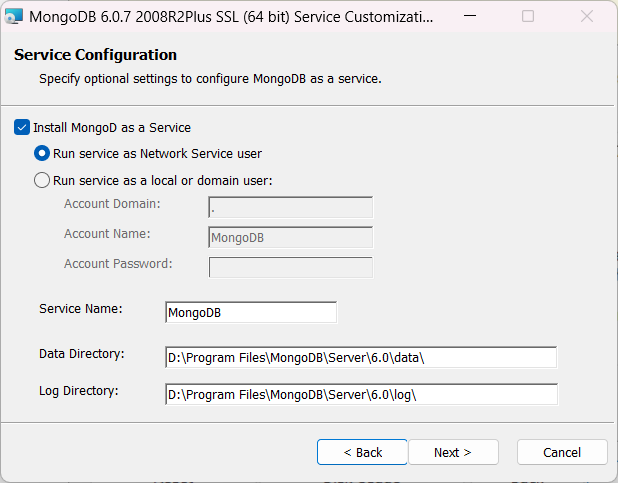 MongoDB 6.0.7 2008R2Plus SSL (64 bit) Service Customizati...
Service Configuration
Specify optional settings to configure MongoDB as a service.
Install MongoD as a Service
Run service as Network Service user
Run service as a local or domain user:
Account Domain: .
Account Name: MongoDB
Account Password:
Service Name: MongoDB
Data Directory: D:\Program Files\MongoDB\Server\6.0\data\
Log Directory: D:\Program Files\MongoDB\Server\6.0\log\
< Back Next > Cancel